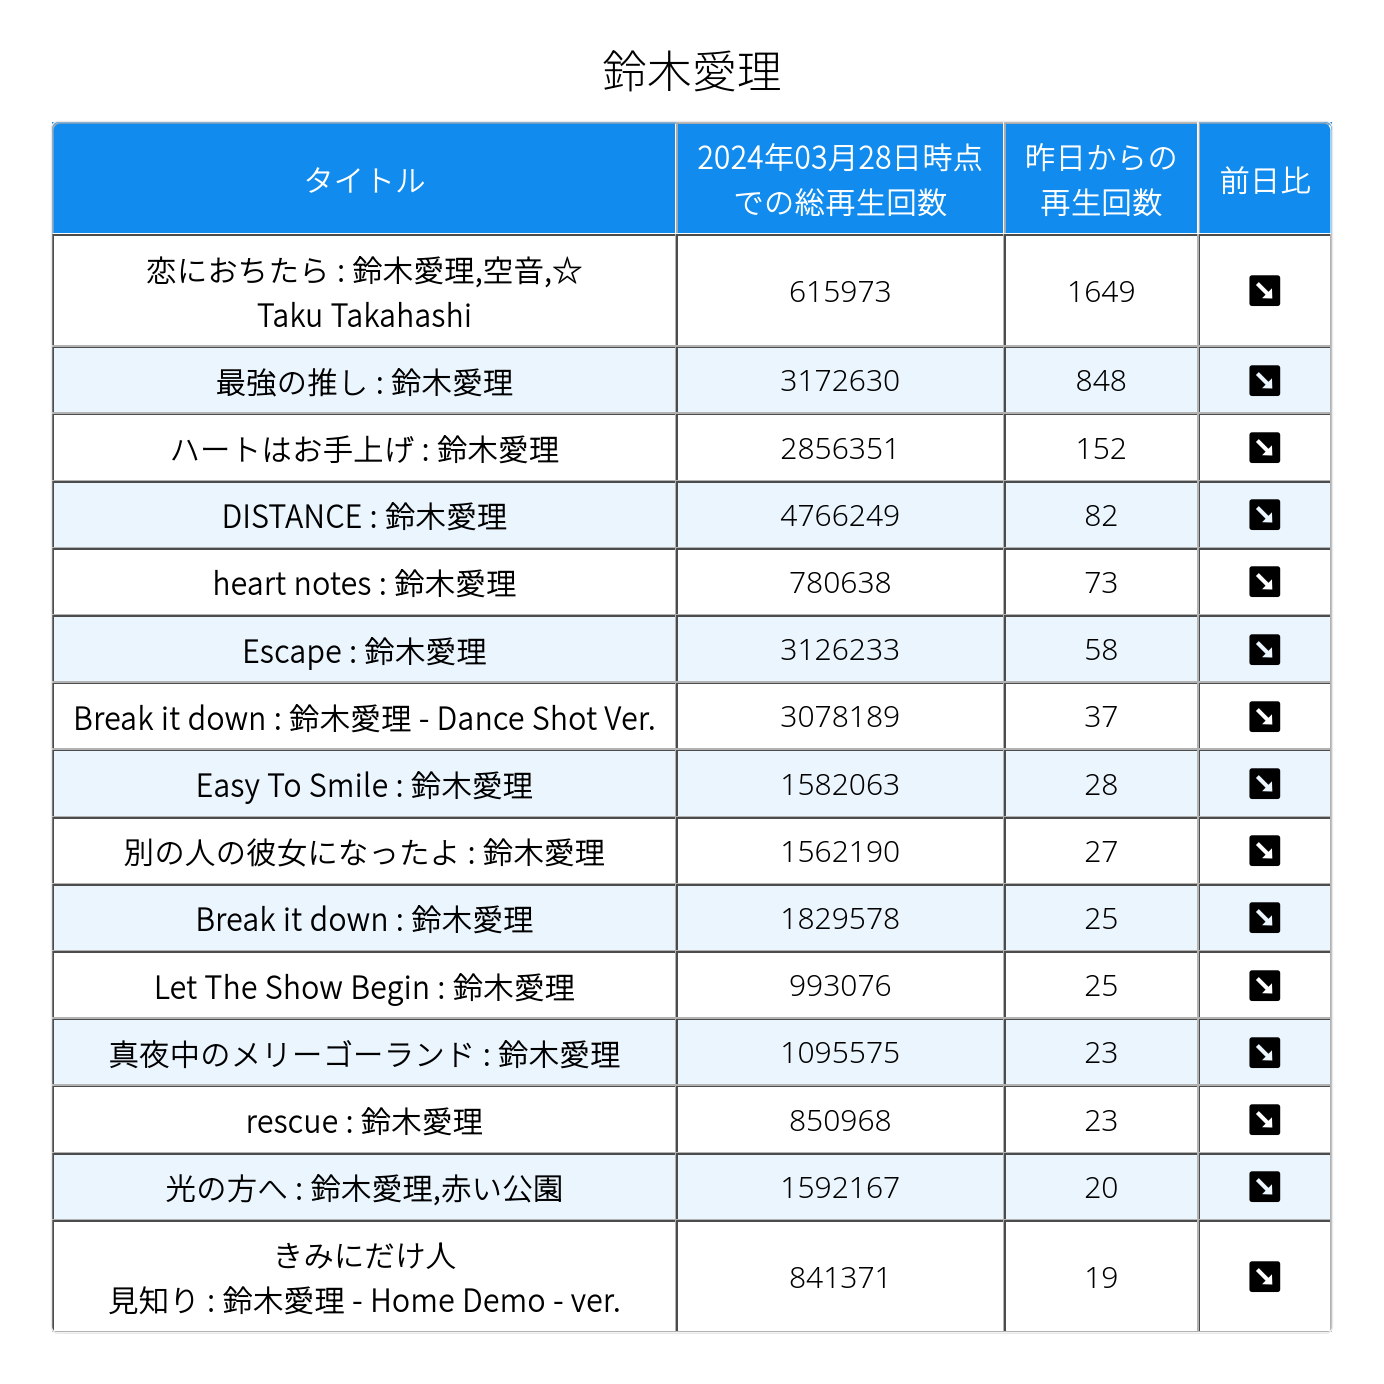 鈴木愛理
タイトル
2024年03月28日時点
での総再生回数
昨日からの
再生回数
前日比
恋におちたら : 鈴木愛理,空音,☆
Taku Takahashi
615973
1649
最強の推し : 鈴木愛理
3172630
848
ハートはお手上げ : 鈴木愛理
2856351
152
DISTANCE : 鈴木愛理
4766249
82
heart notes : 鈴木愛理
780638
73
Escape : 鈴木愛理
3126233
58
Break it down : 鈴木愛理 - Dance Shot Ver.
3078189
37
Easy To Smile : 鈴木愛理
1582063
28
別の人の彼女になったよ : 鈴木愛理
1562190
27
Break it down : 鈴木愛理
1829578
25
Let The Show Begin : 鈴木愛理
993076
25
真夜中のメリーゴーランド : 鈴木愛理
1095575
23
rescue : 鈴木愛理
850968
23
光の方へ : 鈴木愛理,赤い公園
1592167
20
きみにだけ人
見知り : 鈴木愛理 - Home Demo - ver.
841371
19